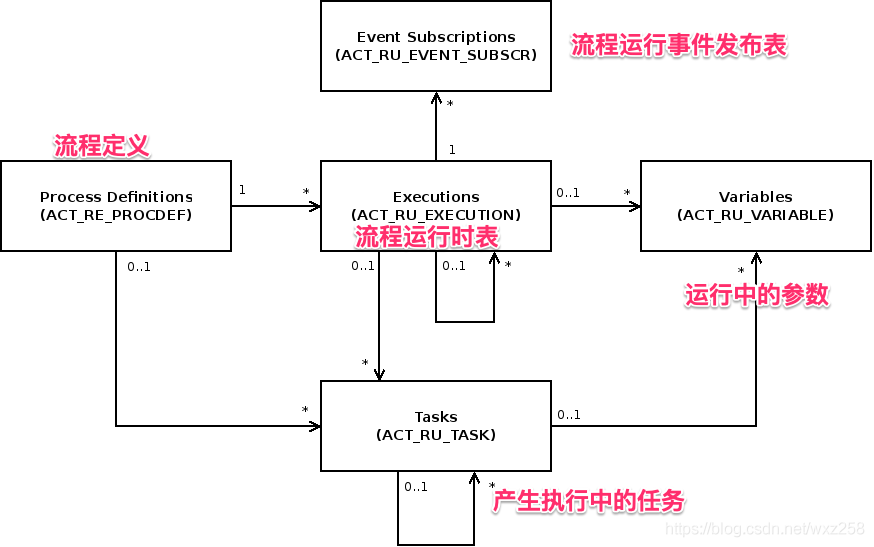 Event Subscriptions
(ACT_RU_EVENT_SUBSCR)
流程运行事件发布表
*
1
流程定义
Process Definitions
(ACT_RE_PROCDEF)
1
*
Executions
(ACT_RU_EXECUTION)
流程运行时表
0..1
*
Variables
(ACT_RU_VARIABLE)
0..1
0..1
0..1
*
*
运行中的参数
*
*
Tasks
(ACT_RU_TASK)
0..1
0..1
*
产生执行中的任务
https://blog.csdn.net/wxz258